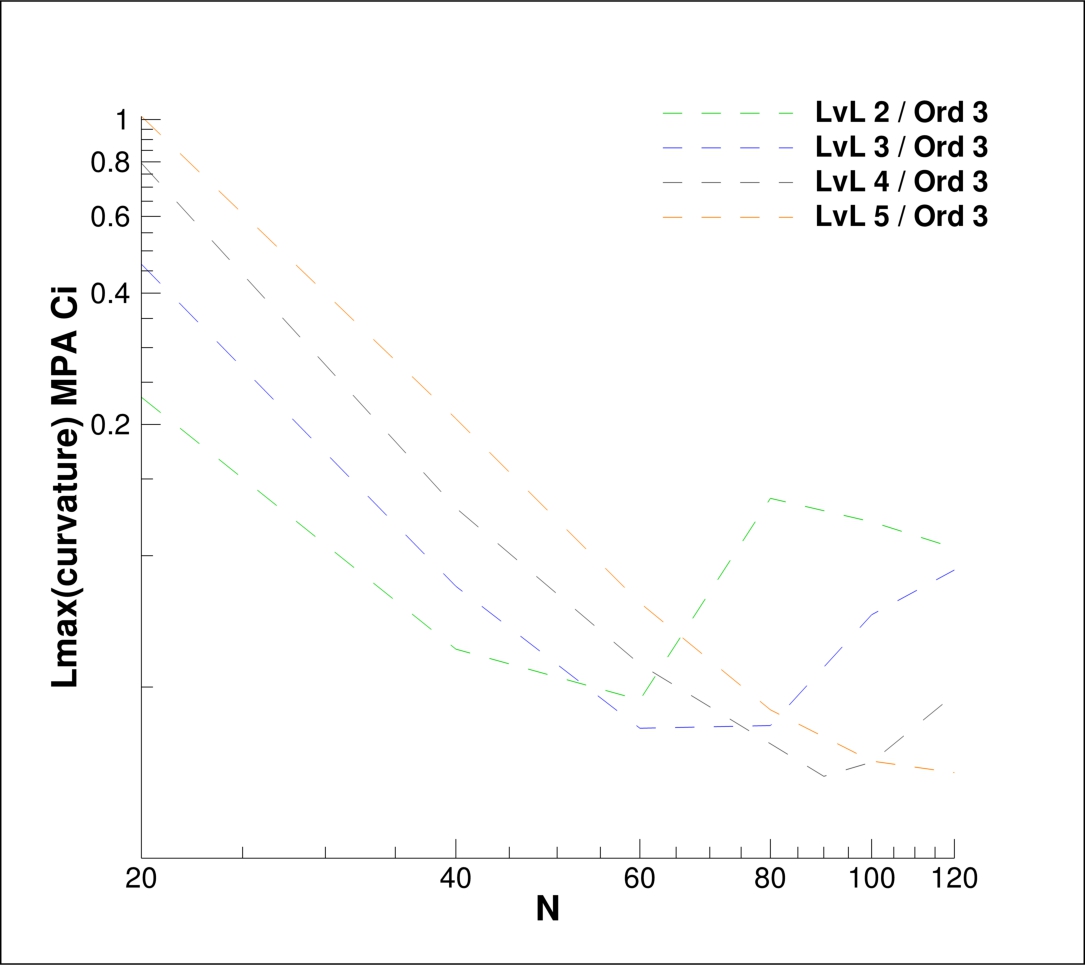 LvL 2 / Ord 3
LvL 3 / Ord 3
LvL 4 / Ord 3
LvL 5 / Ord 3
1
0.8
0.6
0.4
0.2
Lmax(curvature) MPA Ci
20 40 60 80 100 120
N